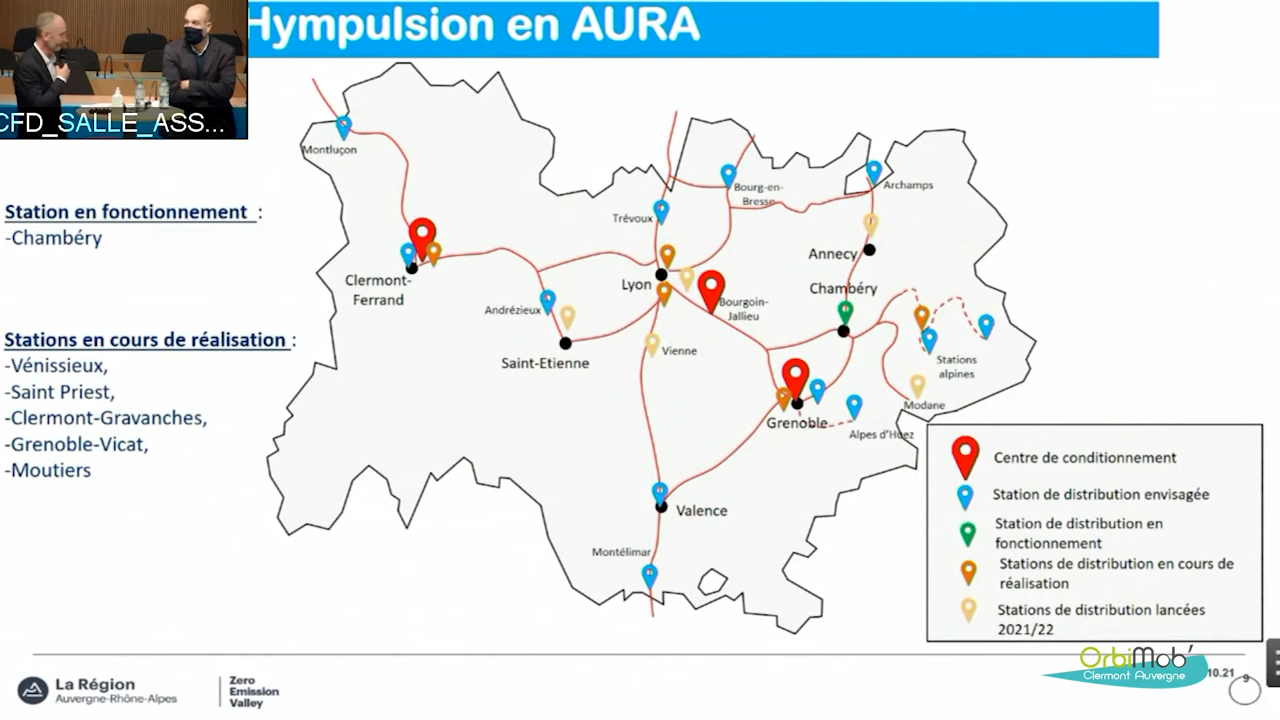 Hympulsion en AURA
CFD_SALLE_ASS...
Station en fonctionnement :
-Chambéry
Stations en cours de réalisation :
-Vénissieux,
-Saint Priest,
-Clermont-Gravanches,
-Grenoble-Vicat,
-Moutiers
Montluçon
Clermont-
Ferrand
Trévoux
Bourg-en-
Bresse
Archamps
Annecy
Lyon
Bourgoin-
Jallieu
Chambéry
Andrézieux
Saint-Etienne
Vienne
Stations
alpines
Modane
Grenoble
Alpes d'Huez
Valence
Montélimar
Centre de conditionnement
Station de distribution envisagée
Station de distribution en
fonctionnement
Stations de distribution en cours de
réalisation
Stations de distribution lancées
2021/22
La Région
Auvergne-Rhône-Alpes
Zero
Emission
Valley
OrbiMob'
Clermont Auvergne
10.21
9